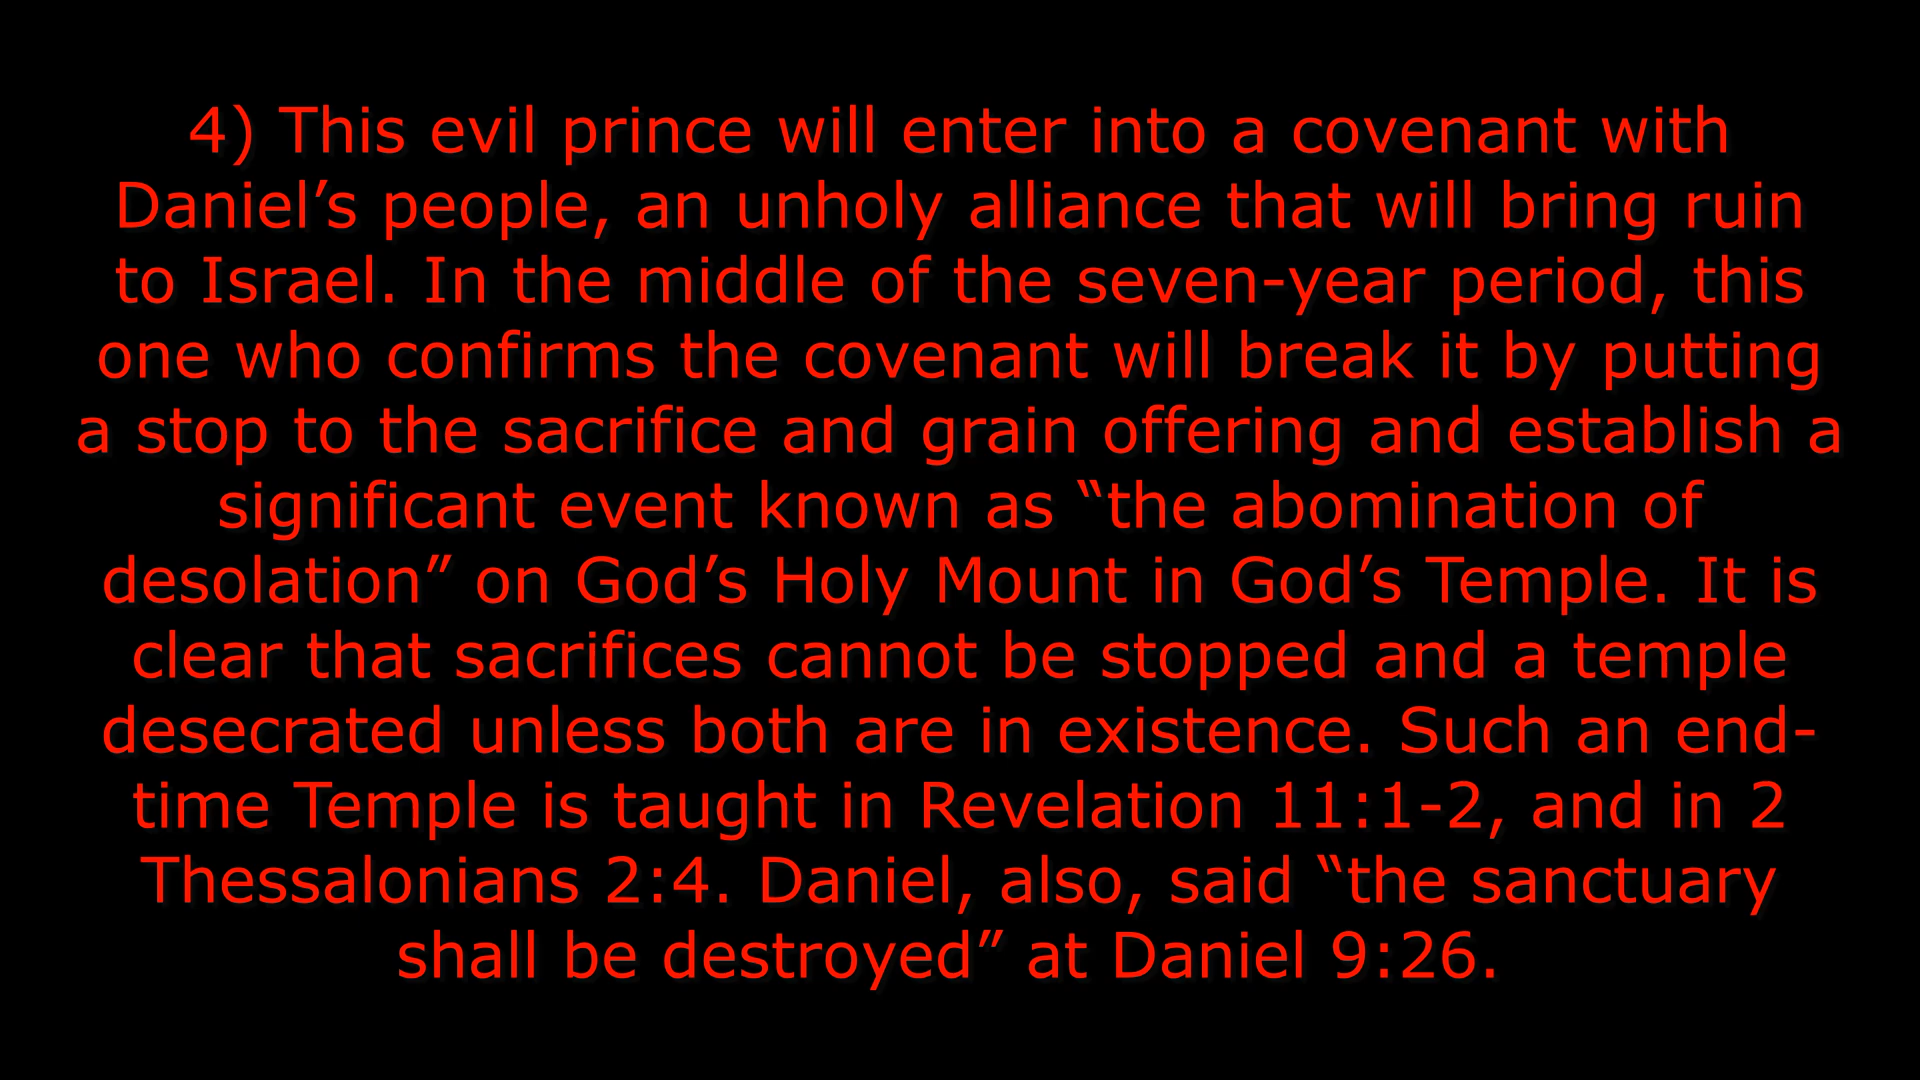 4) This evil prince will enter into a covenant with
Daniel’s people, an unholy alliance that will bring ruin
to Israel. In the middle of the seven-year period, this
one who confirms the covenant will break it by putting
a stop to the sacrifice and grain offering and establish a
significant event known as “the abomination of
desolation” on God’s Holy Mount in God’s Temple. It is
clear that sacrifices cannot be stopped and a temple
desecrated unless both are in existence. Such an end-
time Temple is taught in Revelation 11:1-2, and in 2
Thessalonians 2:4. Daniel, also, said “the sanctuary
shall be destroyed” at Daniel 9:26.